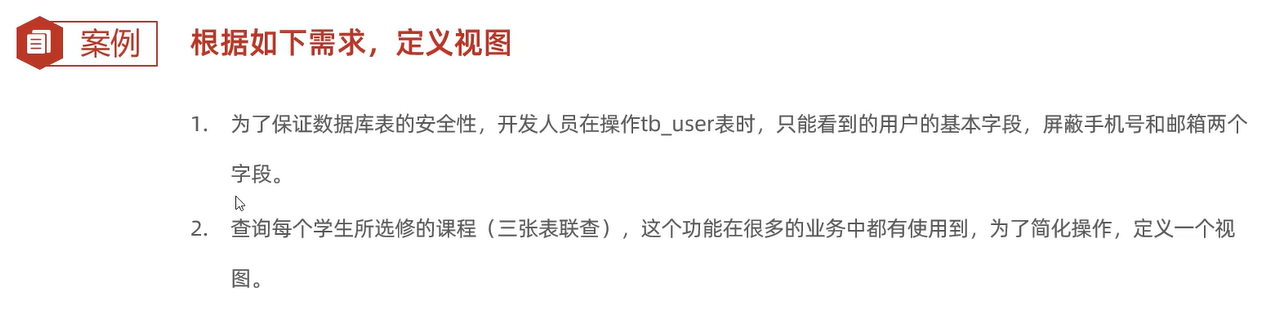 案例 根据如下需求，定义视图
1. 为了保证数据库表的安全性，开发人员在操作tb_user表时，只能看到的用户的基本字段，屏蔽手机号和邮箱两个
字段。
2. 查询每个学生所选修的课程（三张表联查），这个功能在很多的业务中都有使用到，为了简化操作，定义一个视
图。